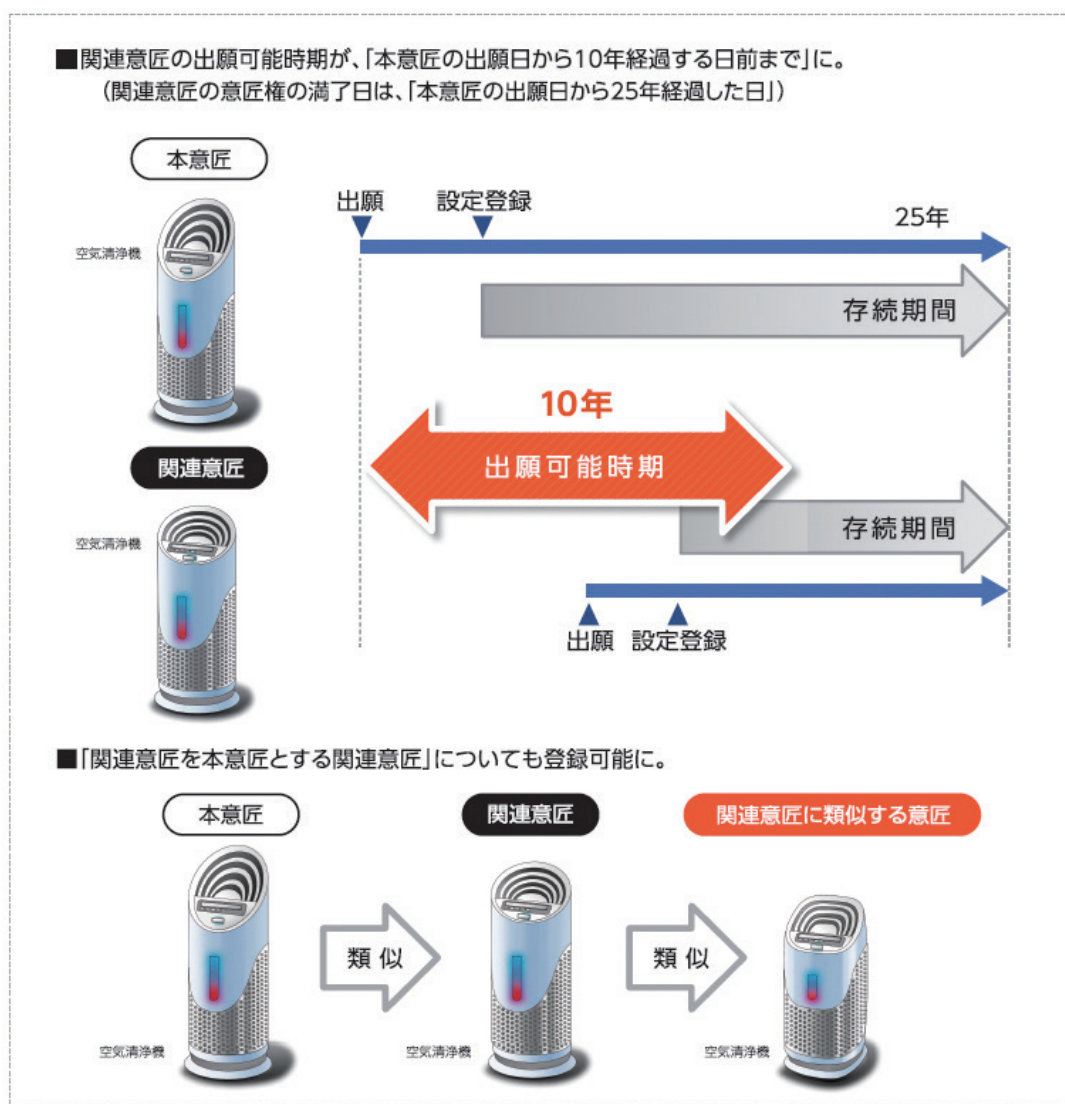 ■関連意匠の出願可能時期が、「本意匠の出願日から10年経過する日前まで」に。
(関連意匠の意匠権の満了日は、「本意匠の出願日から25年経過した日」)
本意匠
空気清浄機
出願
設定登録
25年
存続期間
10年
出願可能時期
関連意匠
空気清浄機
存続期間
出願
設定登録
■「関連意匠を本意匠とする関連意匠」についても登録可能に。
本意匠
関連意匠
関連意匠に類似する意匠
類似
類似
空気清浄機
空気清浄機
空気清浄機